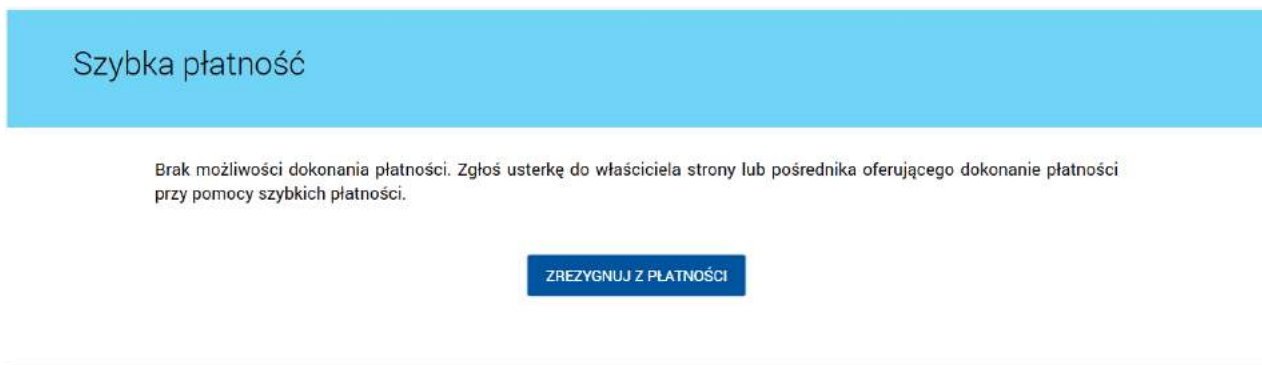 Szybka płatność
Brak możliwości dokonania płatności. Zgłoś usterkę do właściciela strony lub pośrednika oferującego dokonanie płatności
przy pomocy szybkich płatności.
ZREZYGNUJ Z PŁATNOŚCI